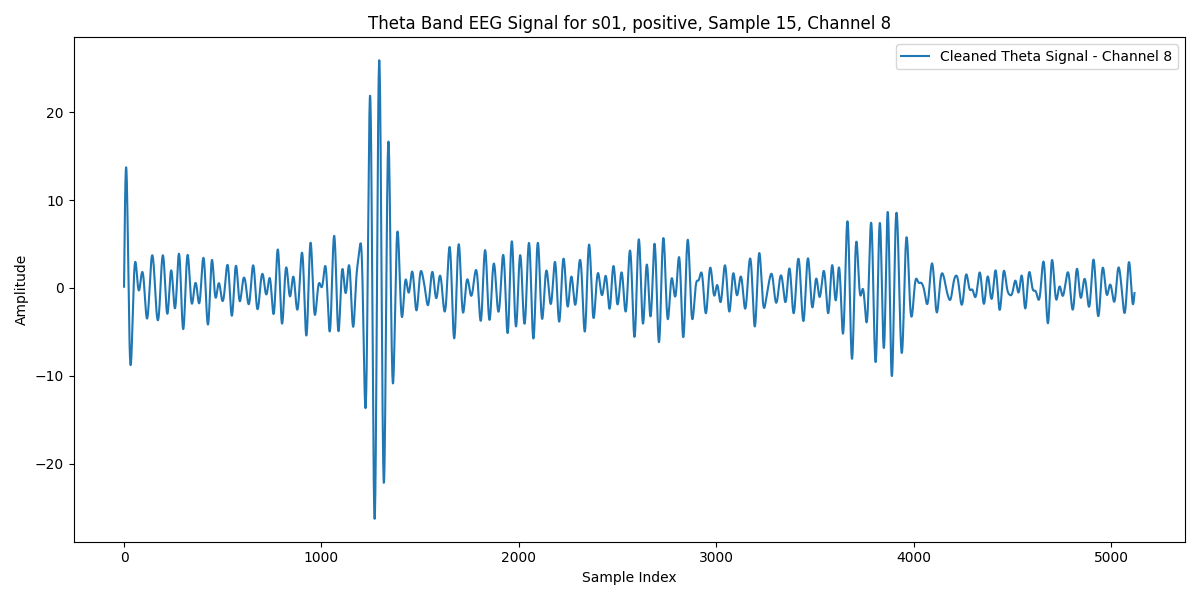 Theta Band EEG Signal for s01, positive, Sample 15, Channel 8
Cleaned Theta Signal - Channel 8
Amplitude
20
10
0
−10
−20
0 1000 2000 3000 4000 5000
Sample Index